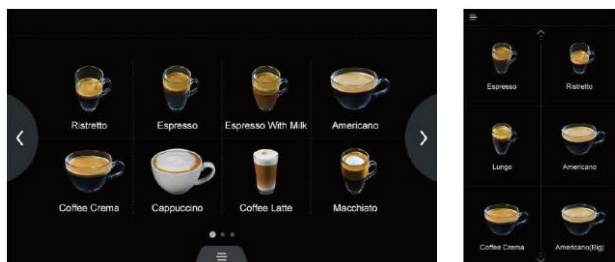 Ristretto Espresso Espresso With Milk Americano
Coffee Crema Cappuccino Coffee Latte Macchiato
Espresso Ristretto
Lungo Americano
Coffee Crema Americano(Big)